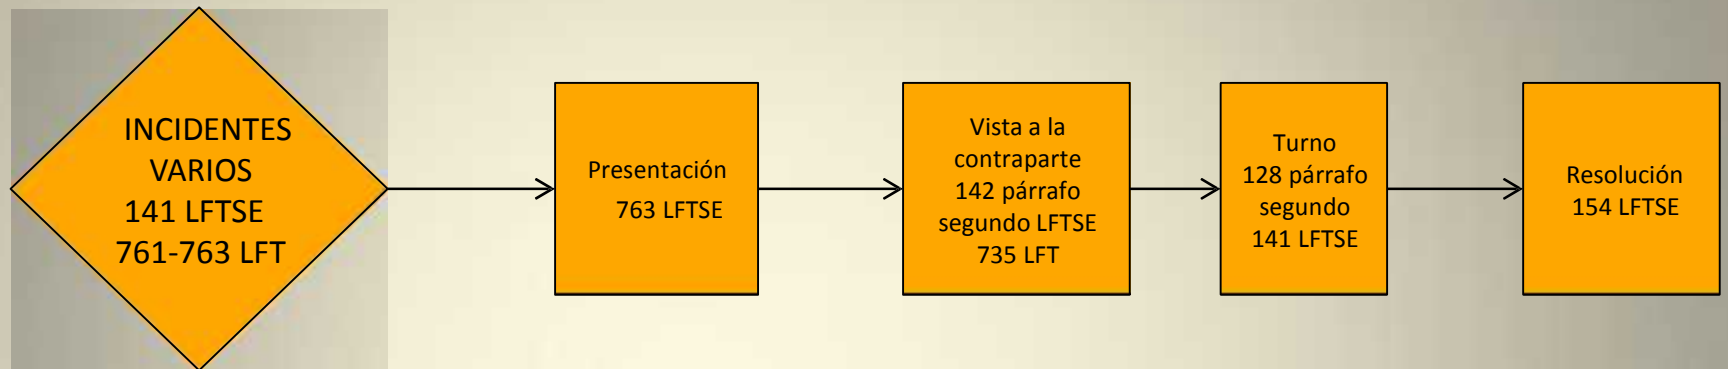 INCIDENTES
VARIOS
141 LFTSE
761-763 LFT
Presentación
763 LFTSE
Vista a la
contraparte
142 párrafo
segundo LFTSE
735 LFT
Turno
128 párrafo
segundo
141 LFTSE
Resolución
154 LFTSE